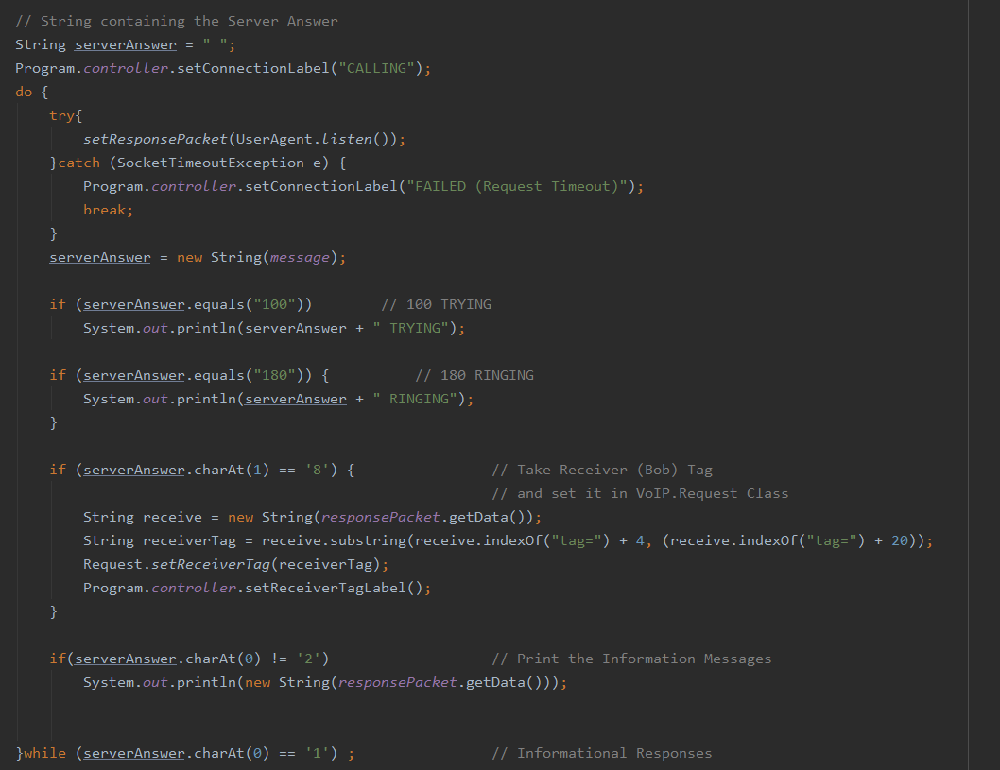 // String containing the Server Answer
String serverAnswer = " ";
Program.controller.setConnectionLabel("CALLING");
do {
    try{
        setResponsePacket(UserAgent.listen());
    }catch (SocketTimeoutException e) {
        Program.controller.setConnectionLabel("FAILED (Request Timeout)");
        break;
    }
    serverAnswer = new String(message);

    if (serverAnswer.equals("100"))        // 100 TRYING
        System.out.println(serverAnswer + " TRYING");

    if (serverAnswer.equals("180")) {          // 180 RINGING
        System.out.println(serverAnswer + " RINGING");
    }

    if (serverAnswer.charAt(1) == '8') {                // Take Receiver (Bob) Tag
                                                        // and set it in VoIP.Request Class
        String receive = new String(responsePacket.getData());
        String receiverTag = receive.substring(receive.indexOf("tag=") + 4, (receive.indexOf("tag=") + 20));
        Request.setReceiverTag(receiverTag);
        Program.controller.setReceiverTagLabel();
    }

    if(serverAnswer.charAt(0) != '2')                   // Print the Information Messages
        System.out.println(new String(responsePacket.getData()));


}while (serverAnswer.charAt(0) == '1') ;                // Informational Responses